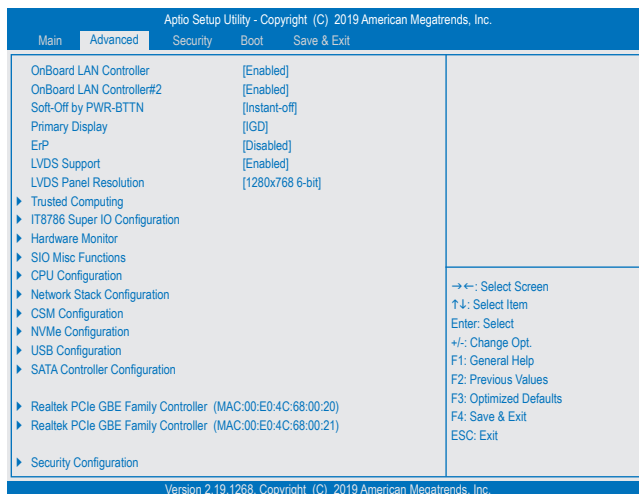 Aptio Setup Utility - Copyright (C) 2019 American Megatrends, Inc.
Main Advanced Security Boot Save & Exit
OnBoard LAN Controller [Enabled]
OnBoard LAN Controller#2 [Enabled]
Soft-Off by PWR-BTTN [Instant-off]
Primary Display [IGD]
ErP [Disabled]
LVDS Support [Enabled]
LVDS Panel Resolution [1280x768 6-bit]
Trusted Computing
IT8786 Super IO Configuration
Hardware Monitor
SIO Misc Functions
CPU Configuration
Network Stack Configuration
CSM Configuration
NVMe Configuration
USB Configuration
SATA Controller Configuration
Realtek PCIe GBE Family Controller (MAC:00:E0:4C:68:00:20)
Realtek PCIe GBE Family Controller (MAC:00:E0:4C:68:00:21)
Security Configuration
→←: Select Screen
↑↓: Select Item
Enter: Select
+/-: Change Opt.
F1: General Help
F2: Previous Values
F3: Optimized Defaults
F4: Save & Exit
ESC: Exit
Version 2.19.1268. Copyright (C) 2019 American Megatrends, Inc.